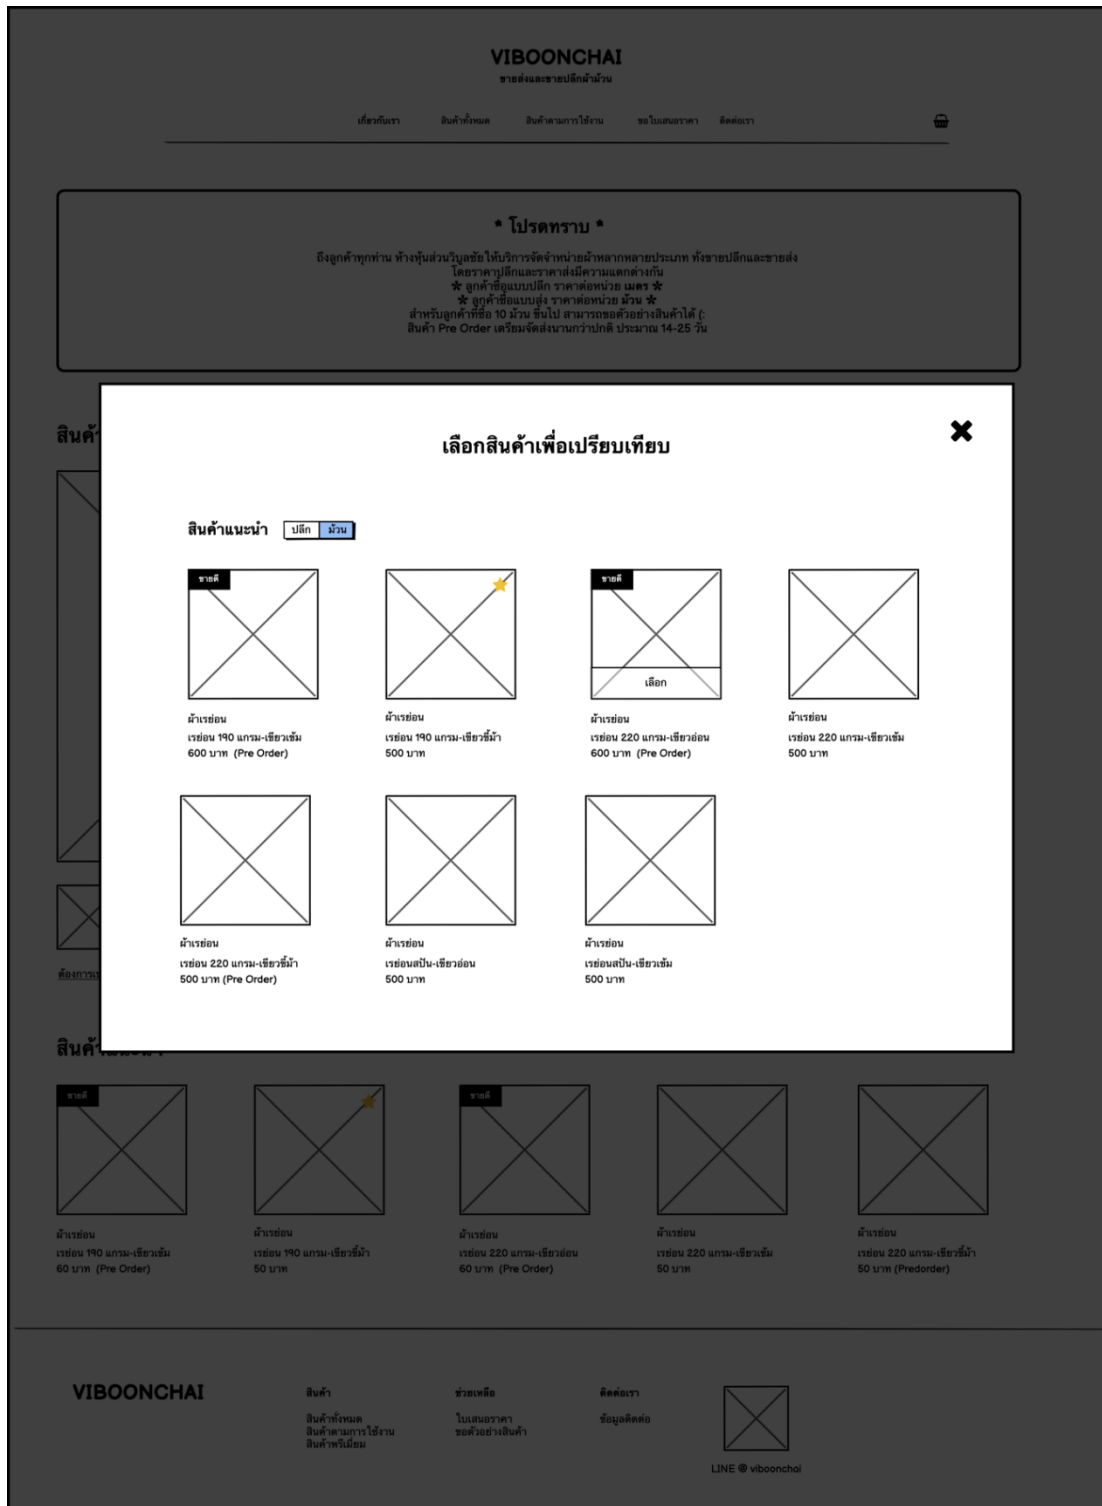 VIBOONCHAI
ขายส่งและขายปลีกผ้าม้วน
เกี่ยวกับเรา สินค้าทั้งหมด สินค้าตามการใช้งาน ขอใบเสนอราคา ติดต่อเรา
* โปรดทราบ *
ถึงลูกค้าทุกท่าน ห้างหุ้นส่วนวิบูลชัยให้บริการจัดจำหน่ายผ้าหลากหลายประเภท ทั้งขายปลีกและขายส่ง
โดยราคาปลีกและราคาส่งมีความแตกต่างกัน
★ ลูกค้าซื้อแบบปลีก ราคาต่อหน่วย เมตร ★
★ ลูกค้าซื้อแบบส่ง ราคาต่อหน่วย ม้วน ★
สำหรับลูกค้าที่ซื้อ 10 ม้วน ขึ้นไป สามารถขอตัวอย่างสินค้าได้ (:
สินค้า Pre Order เตรียมจัดส่งนานกว่าปกติ ประมาณ 14-25 วัน
เลือกสินค้าเพื่อเปรียบเทียบ
สินค้าแนะนำ ปลีก ม้วน
ขายดี ขายดี
เลือก
ผ้าเรย่อน ผ้าเรย่อน ผ้าเรย่อน ผ้าเรย่อน
เรย่อน 190 แกรม-เขียวเข้ม เรย่อน 190 แกรม-เขียวขี้ม้า เรย่อน 220 แกรม-เขียวอ่อน เรย่อน 220 แกรม-เขียวเข้ม
600 บาท (Pre Order) 500 บาท 600 บาท (Pre Order) 500 บาท
ผ้าเรย่อน ผ้าเรย่อน ผ้าเรย่อน
เรย่อน 220 แกรม-เขียวขี้ม้า เรย่อนสปัน-เขียวอ่อน เรย่อนสปัน-เขียวเข้ม
500 บาท (Pre Order) 500 บาท 500 บาท
ขายดี ขายดี
ผ้าเรย่อน ผ้าเรย่อน ผ้าเรย่อน ผ้าเรย่อน ผ้าเรย่อน
เรย่อน 190 แกรม-เขียวเข้ม เรย่อน 190 แกรม-เขียวขี้ม้า เรย่อน 220 แกรม-เขียวอ่อน เรย่อน 220 แกรม-เขียวเข้ม เรย่อน 220 แกรม-เขียวขี้ม้า
60 บาท (Pre Order) 50 บาท 60 บาท (Pre Order) 50 บาท 50 บาท (Predorder)
VIBOONCHAI
สินค้า ช่วยเหลือ ติดต่อเรา
สินค้าทั้งหมด ใบเสนอราคา ข้อมูลติดต่อ
สินค้าตามการใช้งาน ขอตัวอย่างสินค้า
สินค้าพรีเมี่ยม
LINE @ viboonchai